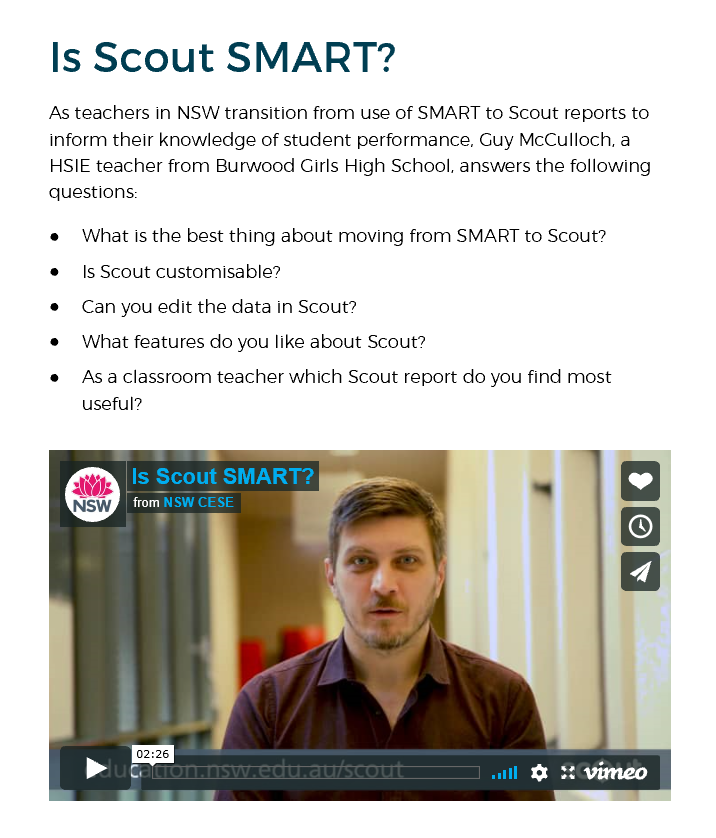 Is Scout SMART?
As teachers in NSW transition from use of SMART to Scout reports to
inform their knowledge of student performance, Guy McCulloch, a
HSIE teacher from Burwood Girls High School, answers the following
questions:
● What is the best thing about moving from SMART to Scout?
● Is Scout customisable?
● Can you edit the data in Scout?
● What features do you like about Scout?
● As a classroom teacher which Scout report do you find most
useful?
Is Scout SMART?
NSW
from NSW CESE
02:26
education.nsw.edu.au/scout
vimeo